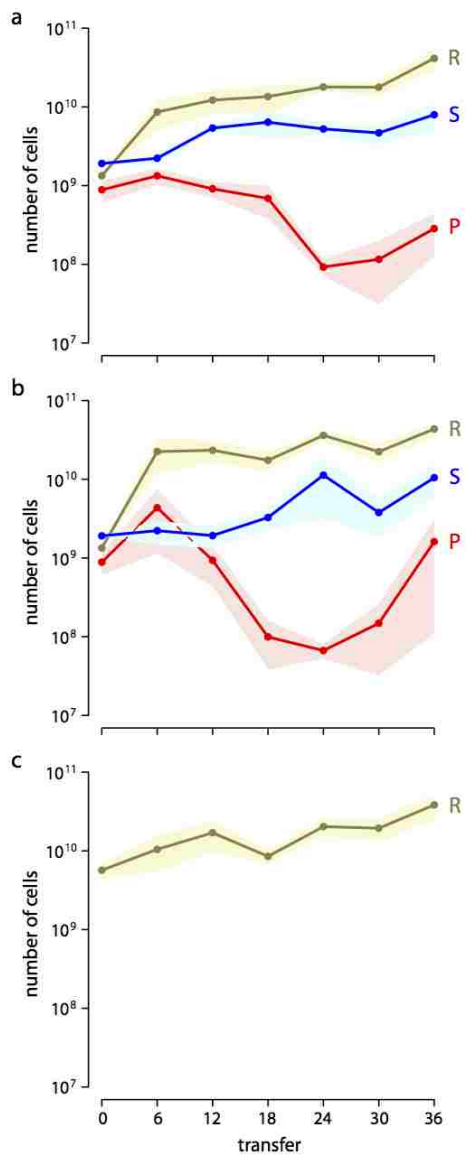 a
10¹¹
10¹⁰
10⁹
10⁸
10⁷
number of cells
R
S
P
b
10¹¹
10¹⁰
10⁹
10⁸
10⁷
number of cells
R
S
P
c
10¹¹
10¹⁰
10⁹
10⁸
10⁷
number of cells
R
0 6 12 18 24 30 36
transfer